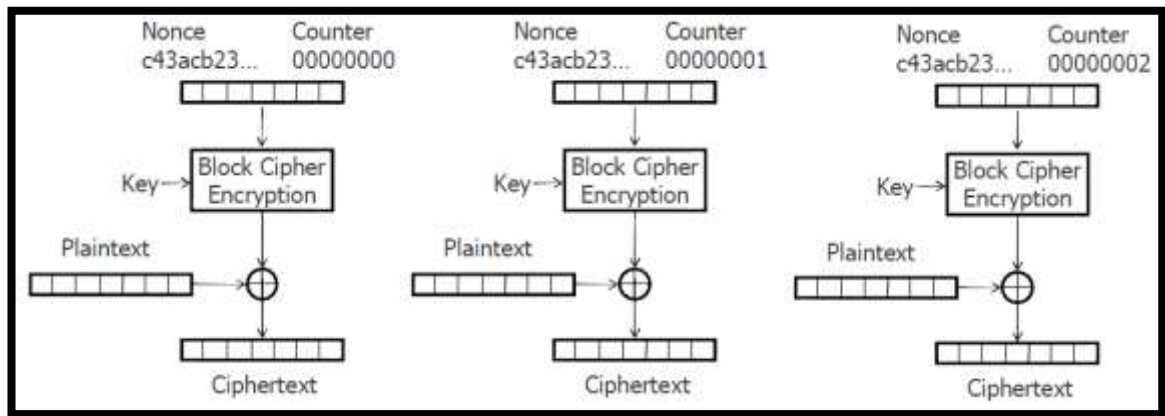 Nonce Counter
c43acb23... 00000000
Block Cipher
Encryption
Key
Plaintext
Ciphertext
Nonce Counter
c43acb23... 00000001
Block Cipher
Encryption
Key
Plaintext
Ciphertext
Nonce Counter
c43acb23... 00000002
Block Cipher
Encryption
Key
Plaintext
Ciphertext